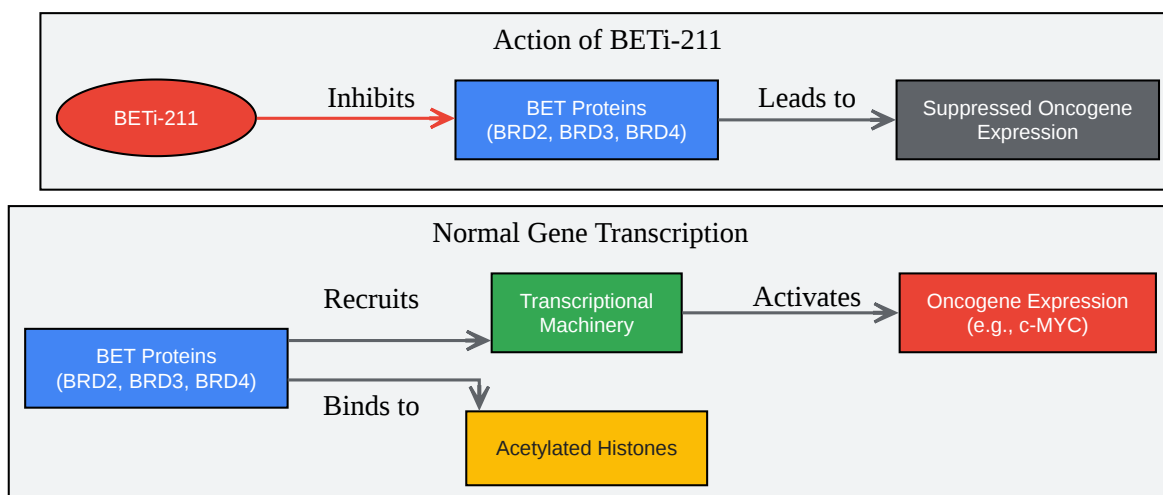 Action of BETi-211
BETi-211
Inhibits
BET Proteins
(BRD2, BRD3, BRD4)
Leads to
Suppressed Oncogene
Expression
Normal Gene Transcription
BET Proteins
(BRD2, BRD3, BRD4)
Recruits
Transcriptional
Machinery
Activates
Oncogene Expression
(e.g., c-MYC)
Binds to
Acetylated Histones